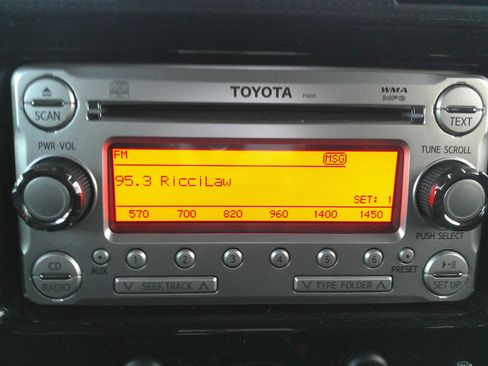 TOYOTA
WMA
MP3
SCAN
TEXT
PWR·VOL
TUNE SCROLL
FM
MSG
95.3 RicciLaw
SET: 1
570 700 820 960 1400 1450
PUSH SELECT
CD
RADIO
AUX
1 2 3 4 5 6
PRESET
SEEK TRACK
TYPE FOLDER
SET UP